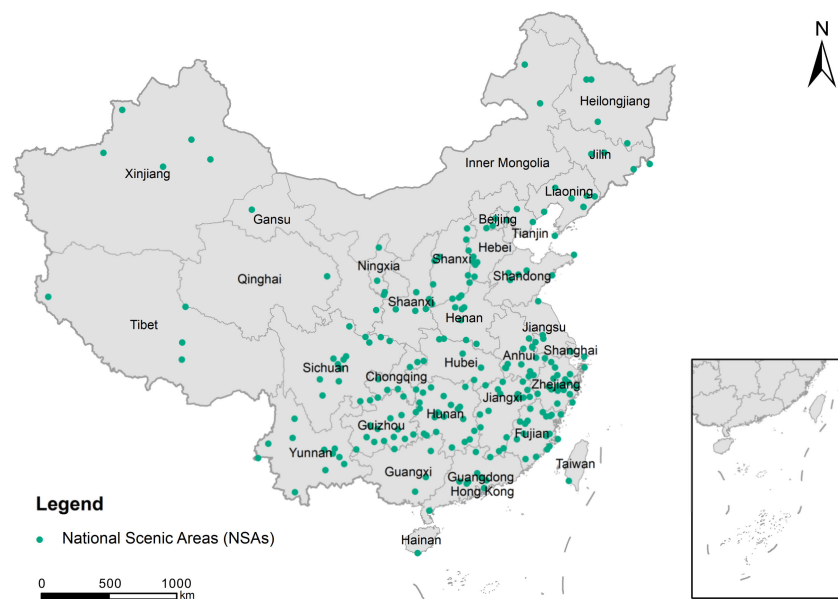 N
Heilongjiang
Jilin
Inner Mongolia
Xinjiang
Liaoning
Gansu
Beijing
Tianjin
Hebei
Shanxi
Ningxia
Qinghai
Shandong
Shaanxi
Henan
Tibet
Jiangsu
Shanghai
Anhui
Hubei
Sichuan
Chongqing
Zhejiang
Jiangxi
Hunan
Guizhou
Fujian
Yunnan
Taiwan
Guangxi
Guangdong
Hong Kong
Hainan
Legend
National Scenic Areas (NSAs)
0 500 1000
km